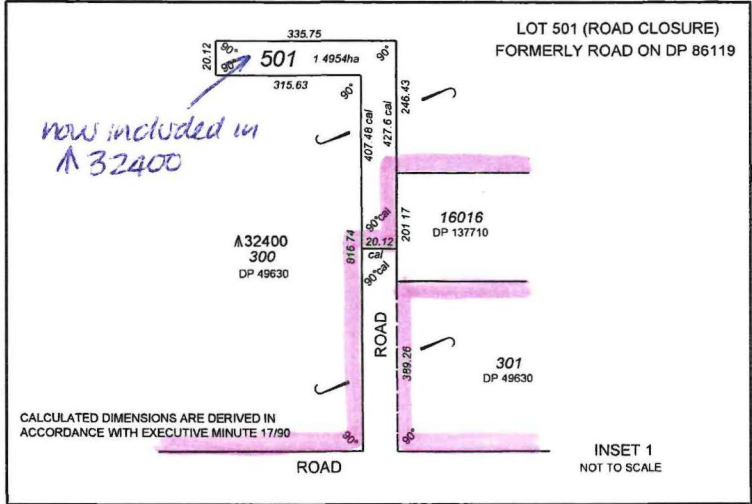 LOT 501 (ROAD CLOSURE)
FORMERLY ROAD ON DP 86119
335.75
20.12
90°
90°
501
1 4954ha
90°
315.63
90°
246.43
now included in
⩚ 32400
407.48 cal
427.6 cal
90°cal
20.12
cal
90°cal
201 17
16016
DP 137710
⩚32400
300
DP 49630
816.74
ROAD
389.26
301
DP 49630
CALCULATED DIMENSIONS ARE DERIVED IN
ACCORDANCE WITH EXECUTIVE MINUTE 17/90
90°
90°
ROAD
INSET 1
NOT TO SCALE